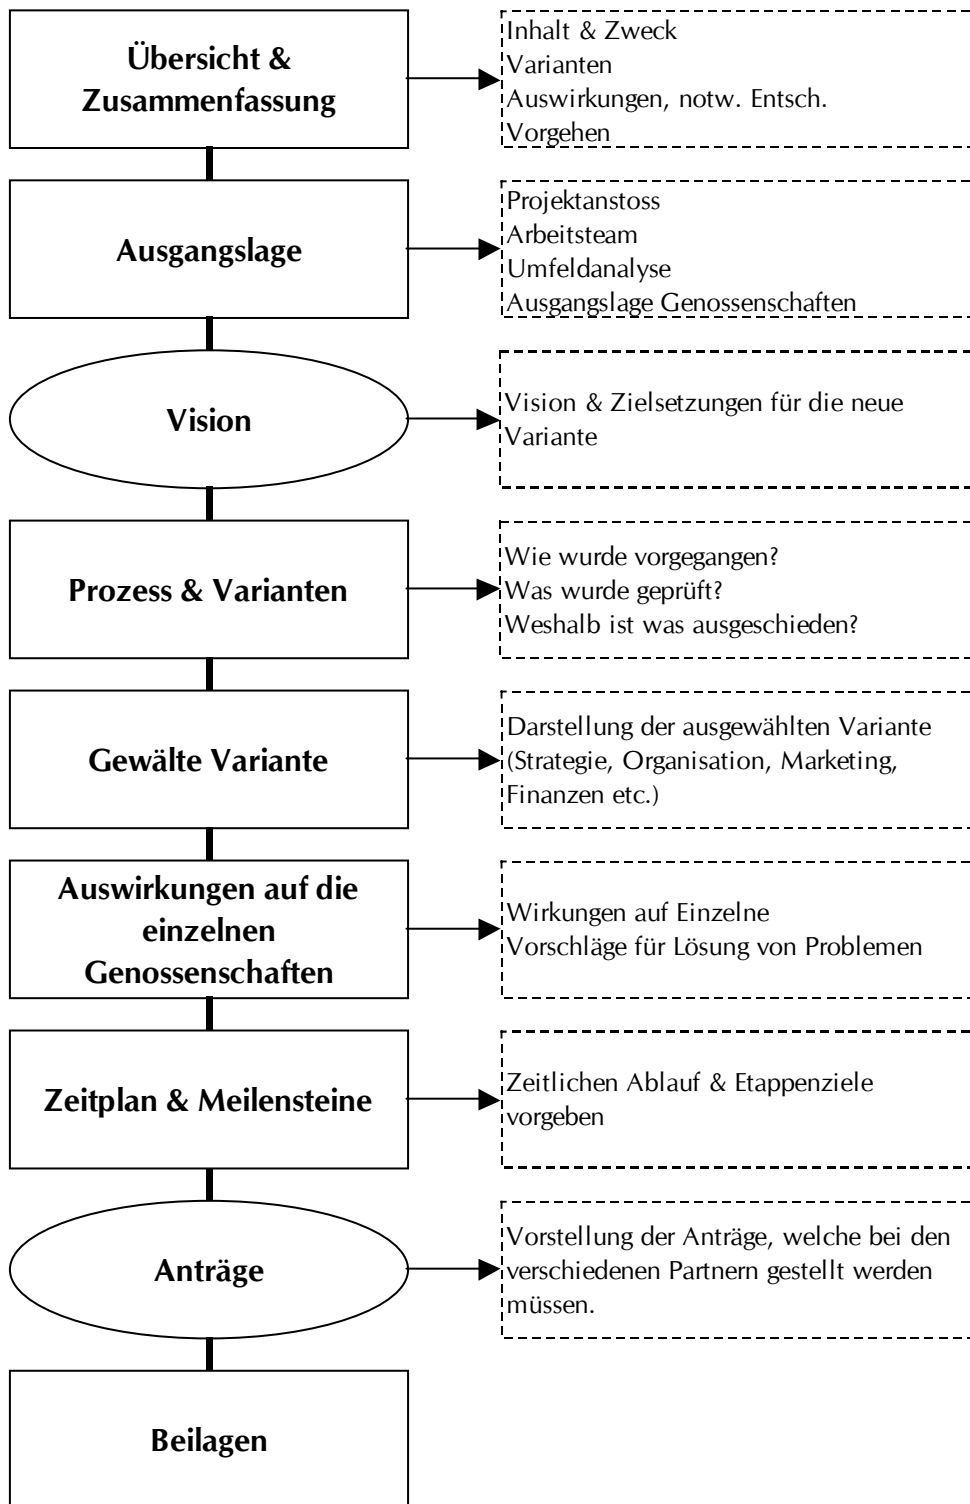 Übersicht &
Zusammenfassung
Inhalt & Zweck
Varianten
Auswirkungen, notw. Entsch.
Vorgehen
Ausgangslage
Projektanstoss
Arbeitsteam
Umfeldanalyse
Ausgangslage Genossenschaften
Vision
Vision & Zielsetzungen für die neue
Variante
Prozess & Varianten
Wie wurde vorgegangen?
Was wurde geprüft?
Weshalb ist was ausgeschieden?
Gewälte Variante
Darstellung der ausgewählten Variante
(Strategie, Organisation, Marketing,
Finanzen etc.)
Auswirkungen auf die
einzelnen
Genossenschaften
Wirkungen auf Einzelne
Vorschläge für Lösung von Problemen
Zeitplan & Meilensteine
Zeitlichen Ablauf & Etappenziele
vorgeben
Anträge
Vorstellung der Anträge, welche bei den
verschiedenen Partnern gestellt werden
müssen.
Beilagen